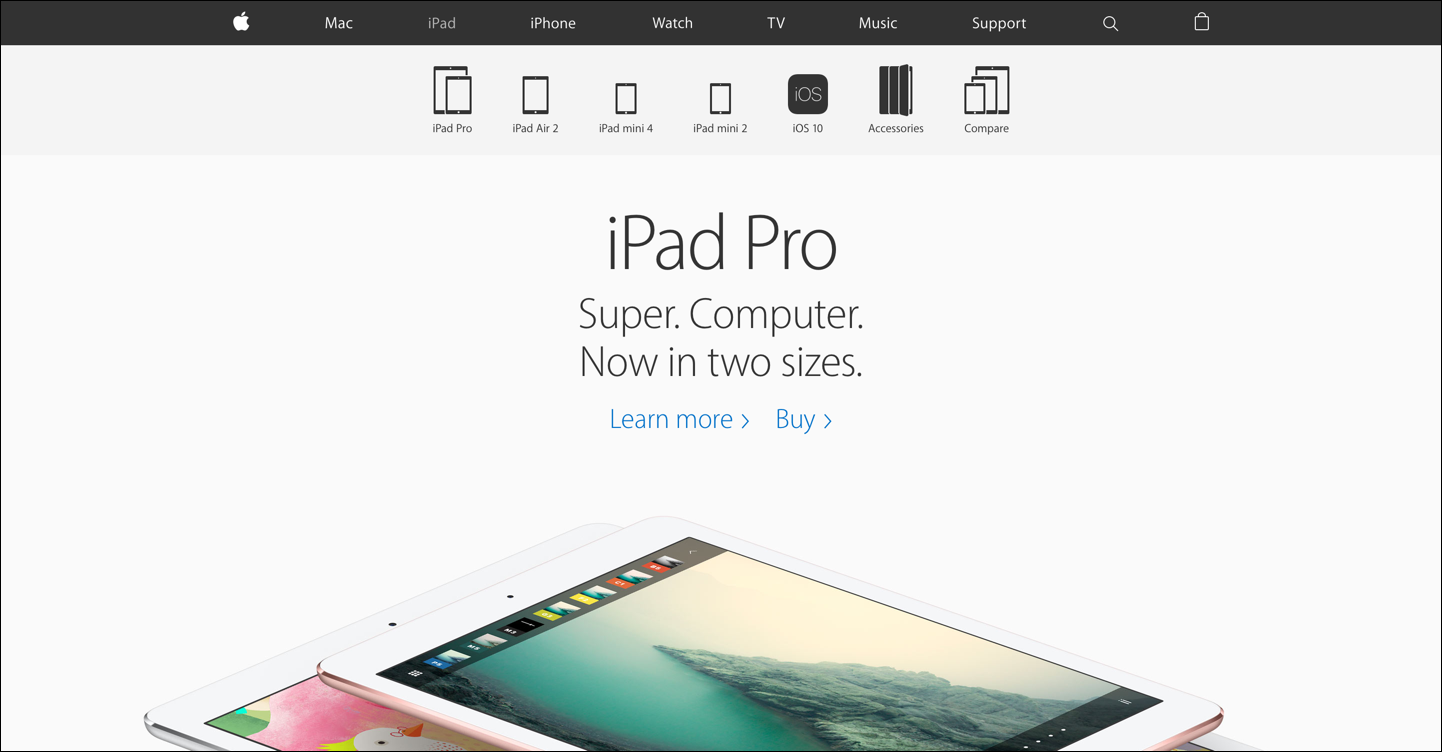 Mac iPad iPhone Watch TV Music Support
iOS
iPad Pro iPad Air 2 iPad mini 4 iPad mini 2 iOS 10 Accessories Compare
iPad Pro
Super. Computer.
Now in two sizes.
Learn more > Buy >